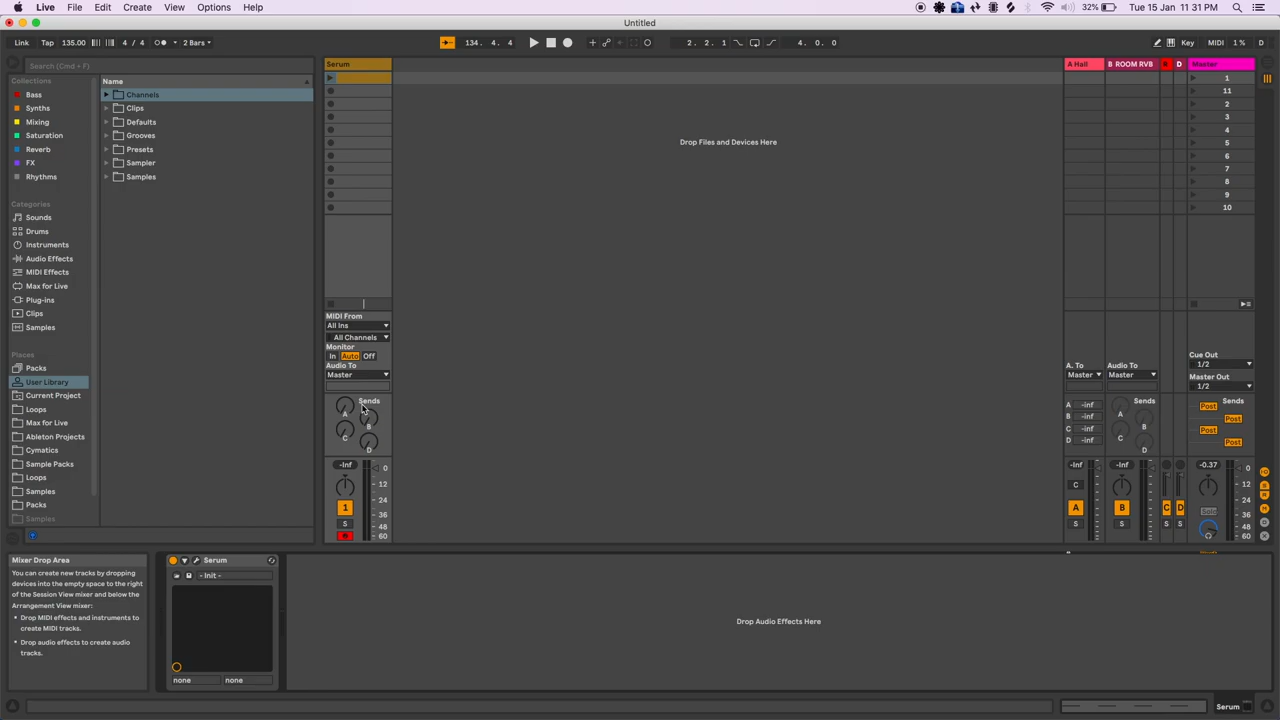 Live File Edit Create View Options Help 32% Tue 15 Jan 11:31 PM
Untitled
Link Tap 135.00 4 / 4 2 Bars 134. 4. 4 2. 2. 1 4. 0. 0 Key MIDI 1 % D
Search (Cmd + F)
Collections
Bass
Synths
Mixing
Saturation
Reverb
FX
Rhythms
Categories
Sounds
Drums
Instruments
Audio Effects
MIDI Effects
Max for Live
Plug-ins
Clips
Samples
Places
Packs
User Library
Current Project
Loops
Max for Live
Ableton Projects
Cymatics
Sample Packs
Loops
Samples
Packs
Samples
Name
Channels
Clips
Defaults
Grooves
Presets
Sampler
Samples
Serum
MIDI From
All Ins
All Channels
Monitor
In Auto Off
Audio To
Master
Sends
A
B
C
D
-Inf
0
12
24
36
48
60
1
S
Drop Files and Devices Here
A Hall
A. To
Master
A -inf
B -inf
C -inf
D -inf
-Inf
C
A
S
B ROOM RVB
Audio To
Master
Sends
A
B
C
D
-Inf
B
S
C
S
D
D
S
Master
1
11
2
3
4
5
6
7
8
9
10
Cue Out
1/2
Master Out
1/2
Sends
Post
Post
Post
Post
-0.37
0
12
24
36
48
60
Solo
Mixer Drop Area
You can create new tracks by dropping
devices into the empty space to the right
of the Session View mixer and below the
Arrangement View mixer:
Drop MIDI effects and instruments to
create MIDI tracks.
Drop audio effects to create audio
tracks.
Serum
- Init -
none none
Drop Audio Effects Here
Serum